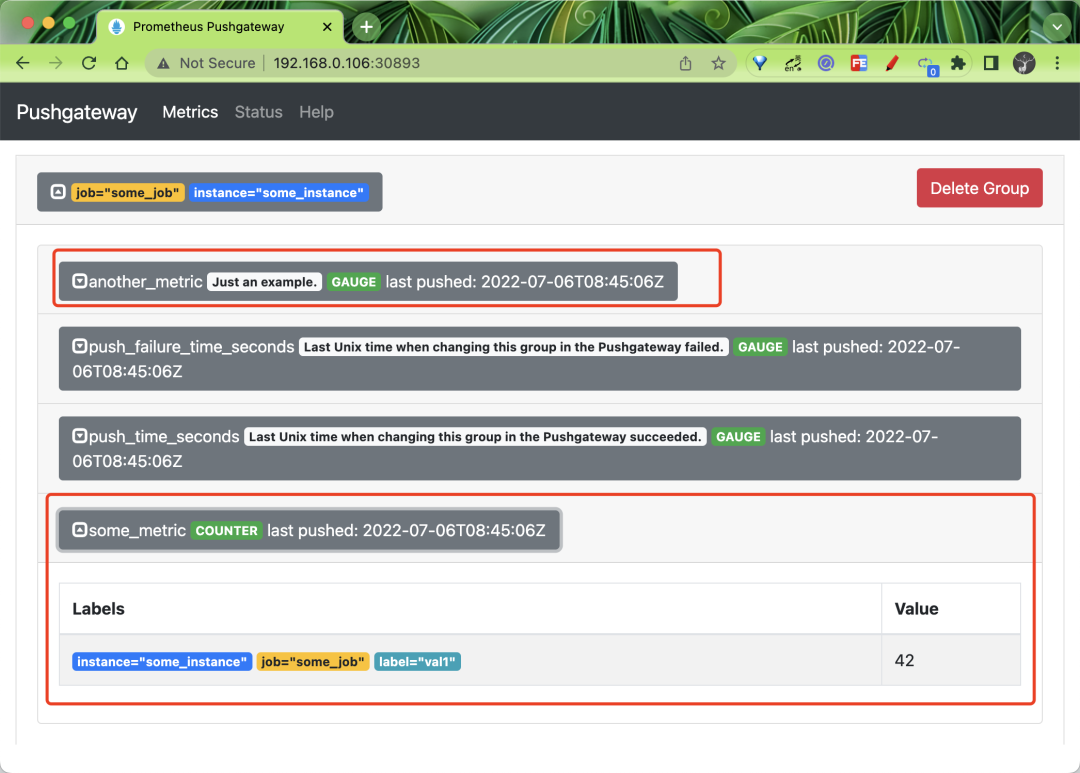 Prometheus Pushgateway
Not Secure 192.168.0.106:30893
en
FE
0
Pushgateway Metrics Status Help
job="some_job" instance="some_instance" Delete Group
another_metric Just an example. GAUGE last pushed: 2022-07-06T08:45:06Z
push_failure_time_seconds Last Unix time when changing this group in the Pushgateway failed. GAUGE last pushed: 2022-07-
06T08:45:06Z
push_time_seconds Last Unix time when changing this group in the Pushgateway succeeded. GAUGE last pushed: 2022-07-
06T08:45:06Z
some_metric COUNTER last pushed: 2022-07-06T08:45:06Z
Labels Value
instance="some_instance" job="some_job" label="val1" 42